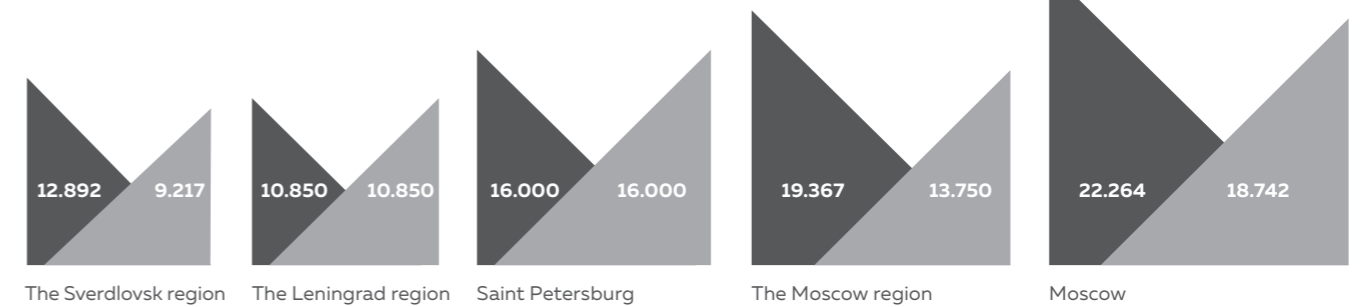 12.892 9.217 10.850 10.850 16.000 16.000 19.367 13.750 22.264 18.742
The Sverdlovsk region The Leningrad region Saint Petersburg The Moscow region Moscow